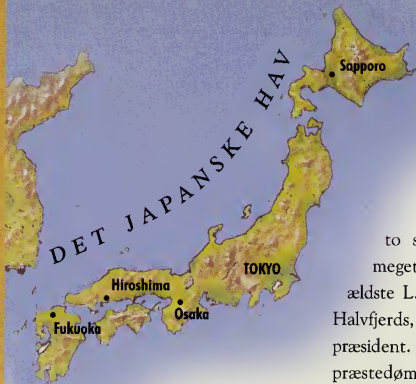 Sapporo
DET JAPANSKE HAV
TOKYO
Hiroshima
Osaka
Fukuoka
to s
meget
ældste L.
Halvfjerds,
præsident.
præstedøm